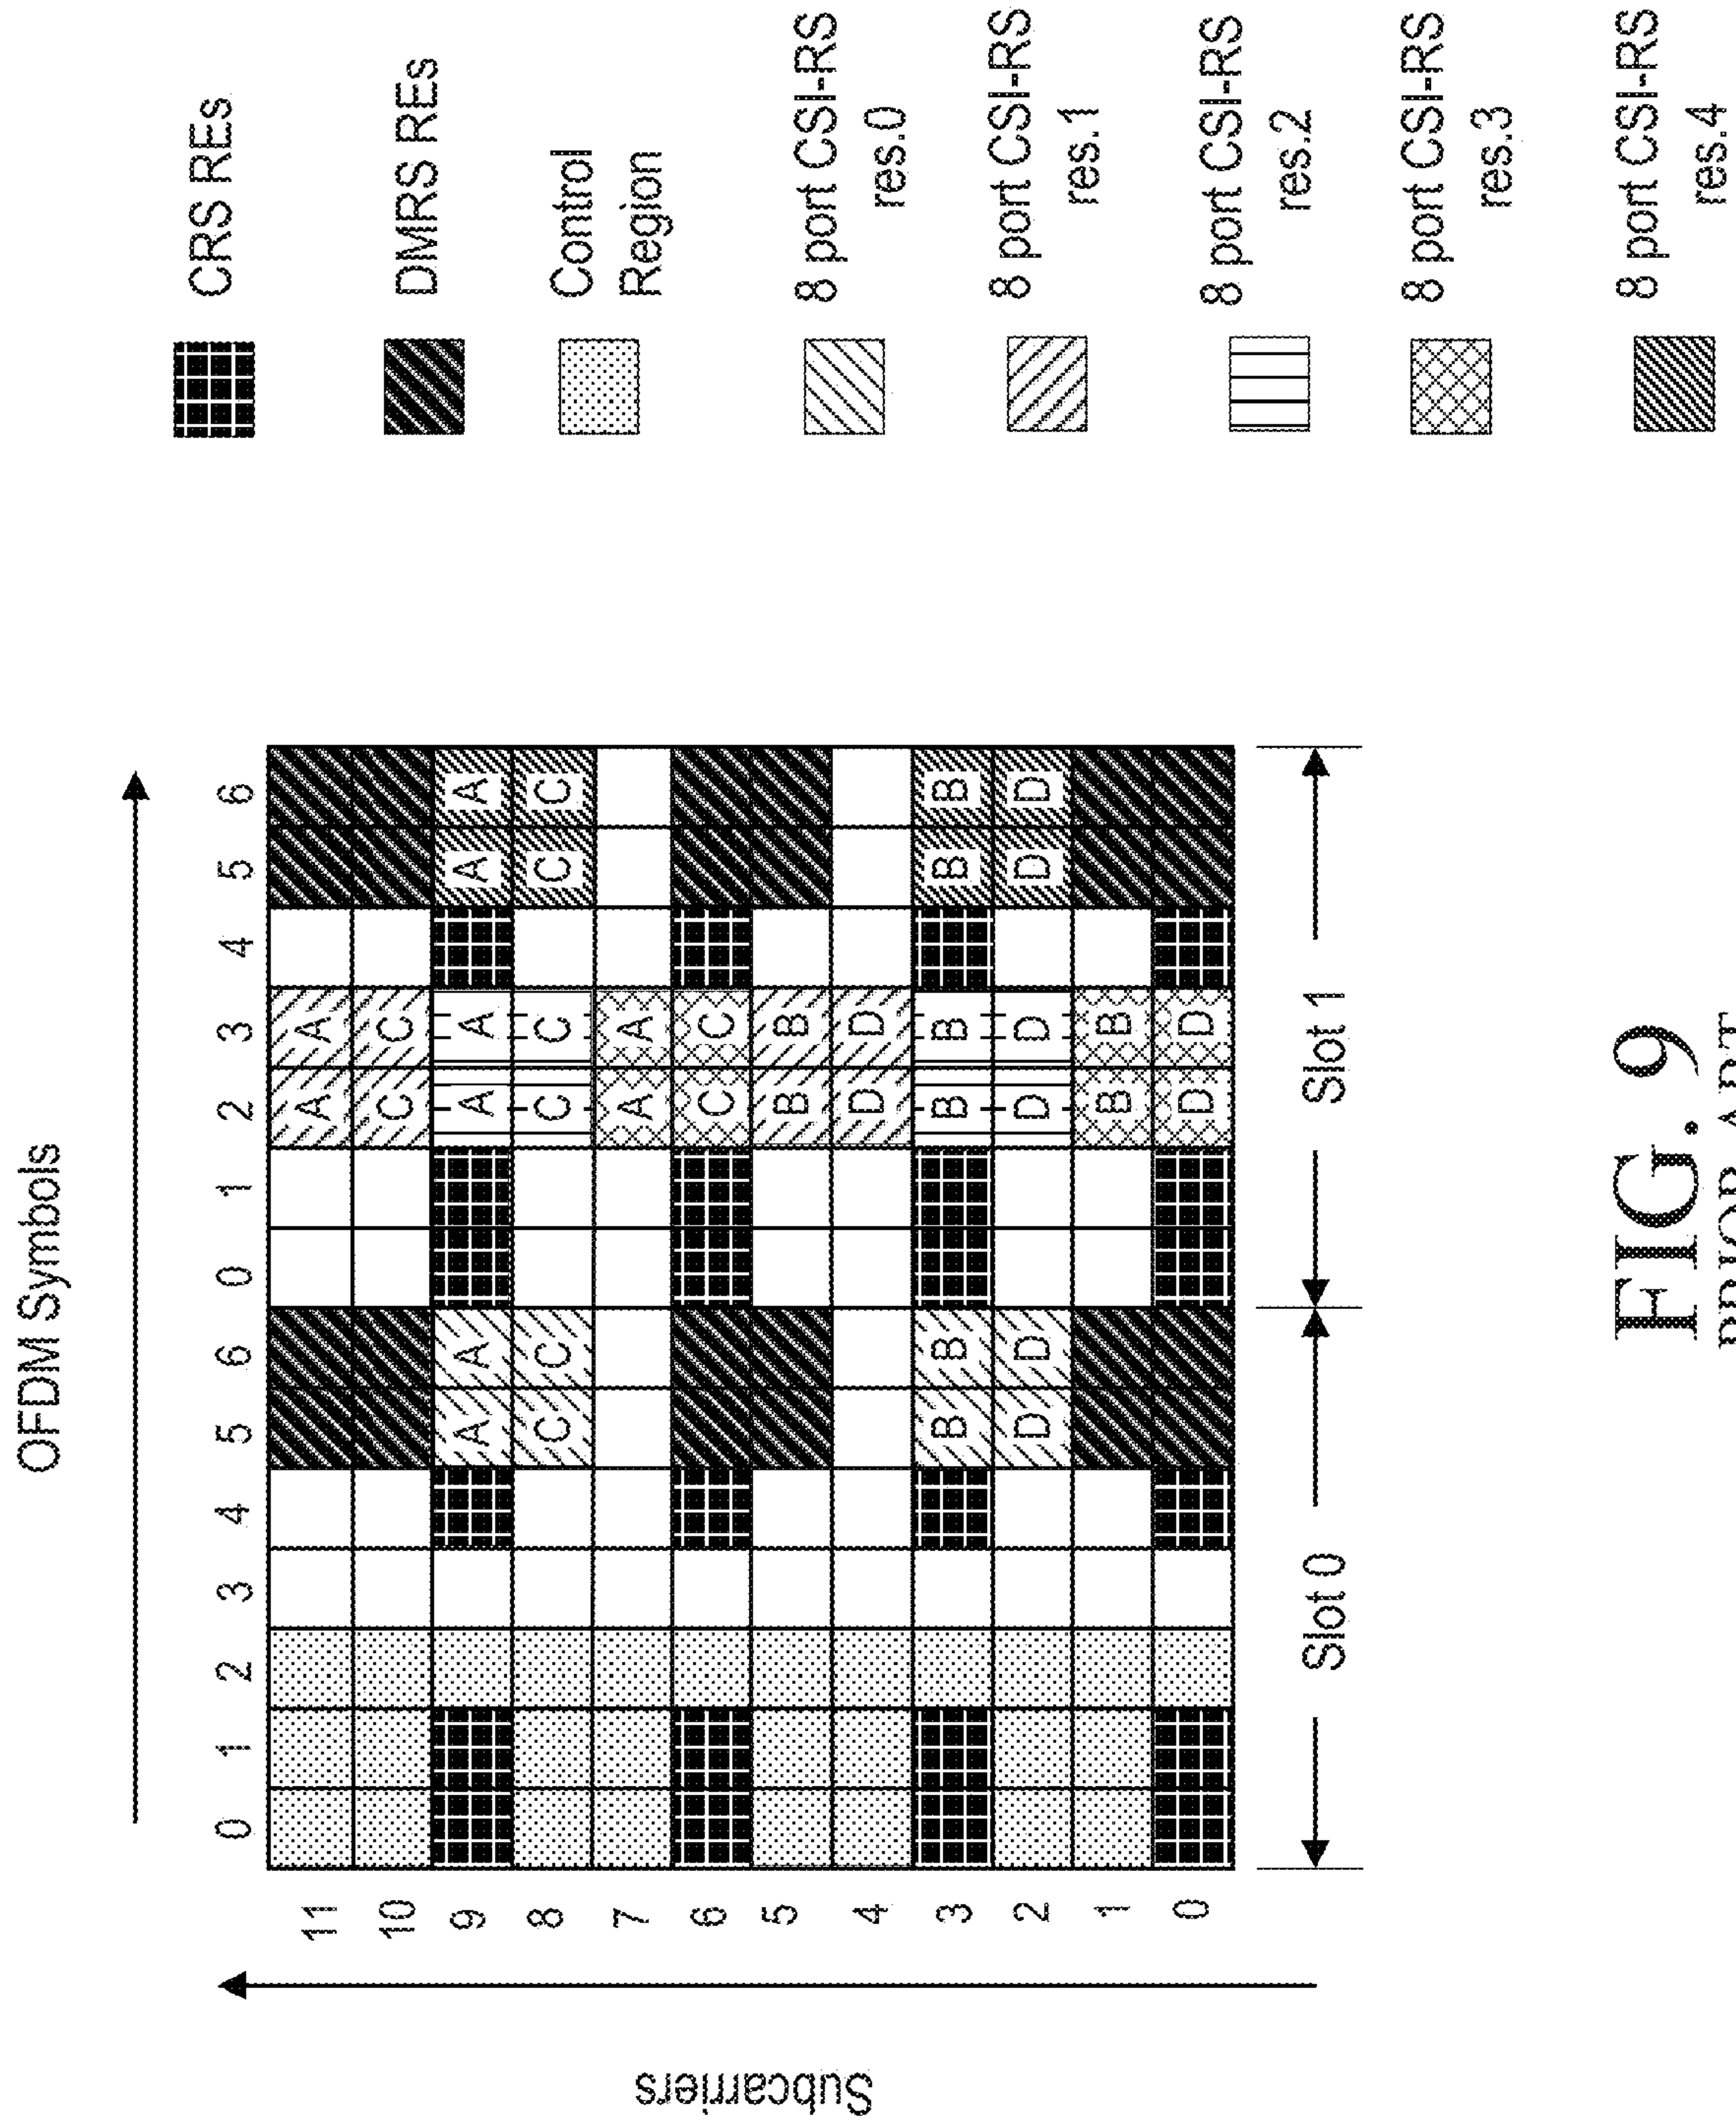 OFDM Symbols
0 1 2 3 4 5 6 0 1 2 3 4 5 6
Subcarriers
11 A A
10 C C
9 A A A A A A
8 C C C C C C
7 A A
6 C C
5 B B
4 D D
3 B B B B B B
2 D D D D D D
1 B B
0 D D
Slot 0 Slot 1
CRS REs
DMRS REs
Control
Region
8 port CSI-RS
res.0
8 port CSI-RS
res.1
8 port CSI-RS
res.2
8 port CSI-RS
res.3
8 port CSI-RS
res.4
FIG. 9
PRIOR ART